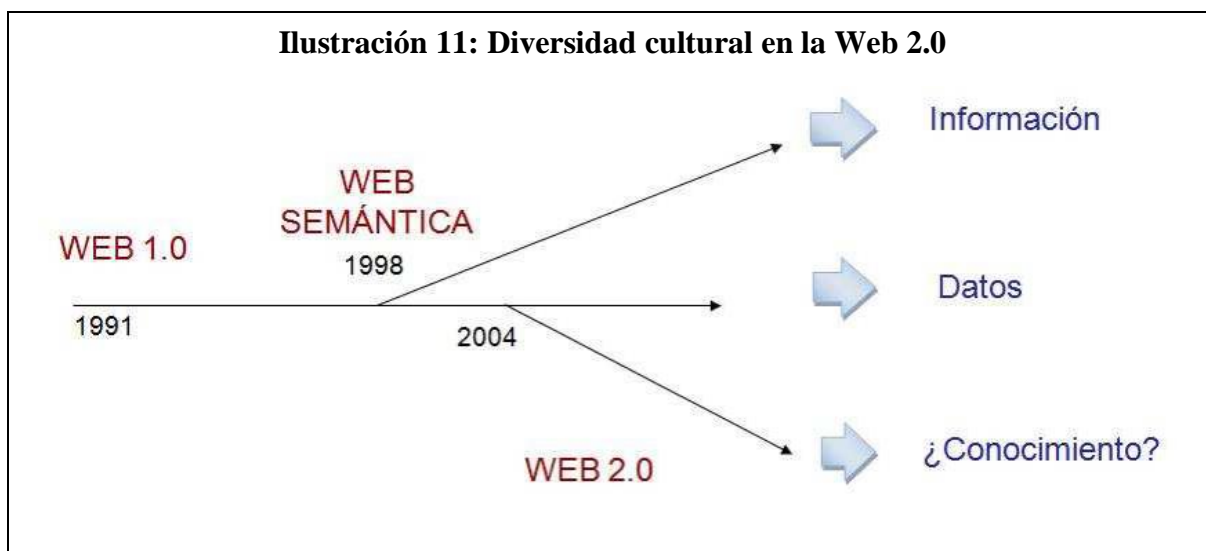 Ilustración 11: Diversidad cultural en la Web 2.0
Información
WEB
SEMÁNTICA
1998
WEB 1.0
1991
2004
Datos
WEB 2.0
¿Conocimiento?